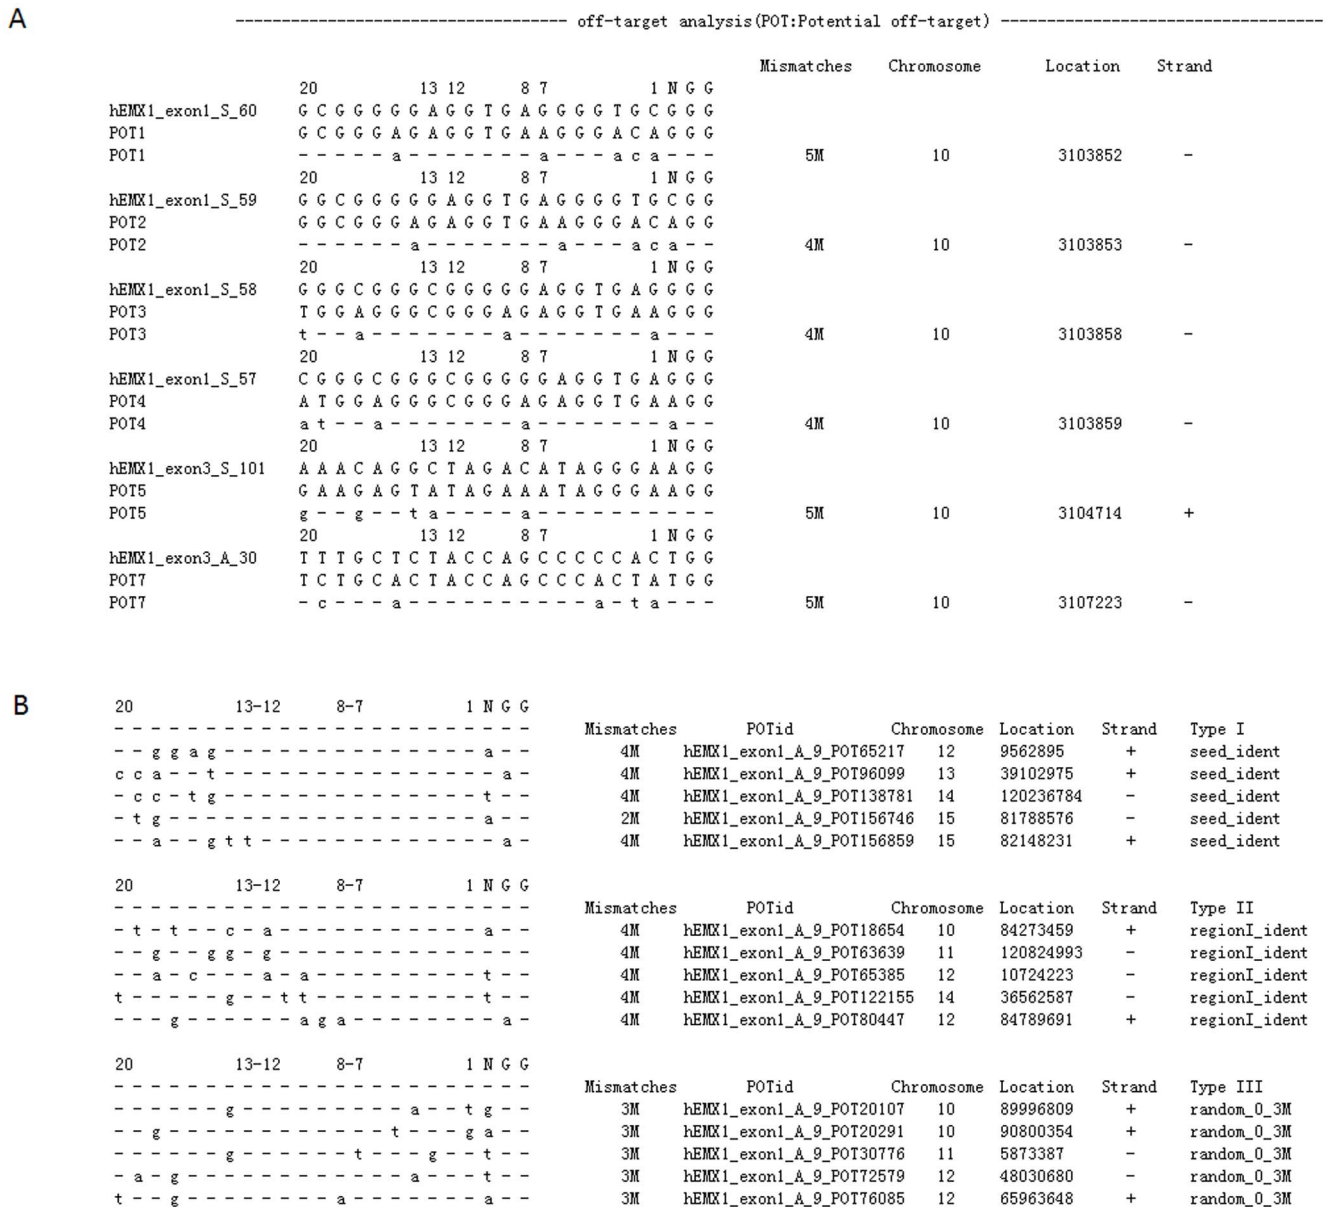 A
---------------------------------- off-target analysis(POT:Potential off-target) ----------------------------------
Mismatches Chromosome Location Strand
20 13 12 8 7 1 N G G
hEMX1_exon1_S_60 G C G G G G G A G G T G A G G G G T G C G G G
POT1 G C G G G A G A G G T G A A G G G A C A G G G
POT1 - - - - - a - - - - - - - a - - - a c a - - - 5M 10 3103852 -
20 13 12 8 7 1 N G G
hEMX1_exon1_S_59 G G C G G G G G A G G T G A G G G G T G C G G
POT2 G G C G G G A G A G G T G A A G G G A C A G G
POT2 - - - - - - a - - - - - - - a - - - a c a - - 4M 10 3103853 -
20 13 12 8 7 1 N G G
hEMX1_exon1_S_58 G G G C G G G C G G G G G A G G T G A G G G G
POT3 T G G A G G G C G G G A G A G G T G A A G G G
POT3 t - - a - - - - - - - a - - - - - - - a - - - 4M 10 3103858 -
20 13 12 8 7 1 N G G
hEMX1_exon1_S_57 C G G G C G G G C G G G G G A G G T G A G G G
POT4 A T G G A G G G C G G G A G A G G T G A A G G
POT4 a t - - a - - - - - - - a - - - - - - - a - - 4M 10 3103859 -
20 13 12 8 7 1 N G G
hEMX1_exon3_S_101 A A A C A G G C T A G A C A T A G G G A A G G
POT5 G A A G A G T A T A G A A A T A G G G A A G G
POT5 g - - g - - t a - - - - a - - - - - - - - - - 5M 10 3104714 +
20 13 12 8 7 1 N G G
hEMX1_exon3_A_30 T T T G C T C T A C C A G C C C C C A C T G G
POT7 T C T G C A C T A C C A G C C C A C T A T G G
POT7 - c - - - a - - - - - - - - - - a - t a - - - 5M 10 3107223 -
B
20 13-12 8-7 1 N G G
- - - - - - - - - - - - - - - - - - - - - - - Mismatches POTid Chromosome Location Strand Type I
- - g g a g - - - - - - - - - - - - - - a - - 4M hEMX1_exon1_A_9_POT65217 12 9562895 + seed_ident
c c a - - t - - - - - - - - - - - - - - - a - 4M hEMX1_exon1_A_9_POT96099 13 39102975 + seed_ident
- c c - t g - - - - - - - - - - - - - - t - - 4M hEMX1_exon1_A_9_POT138781 14 120236784 - seed_ident
- t g - - - - - - - - - - - - - - - - - a - - 2M hEMX1_exon1_A_9_POT156746 15 81788576 - seed_ident
- - a - - g t t - - - - - - - - - - - - - a - 4M hEMX1_exon1_A_9_POT156859 15 82148231 + seed_ident
20 13-12 8-7 1 N G G
- - - - - - - - - - - - - - - - - - - - - - - Mismatches POTid Chromosome Location Strand Type II
- t - t - - c - a - - - - - - - - - - - a - - 4M hEMX1_exon1_A_9_POT18654 10 84273459 + regionI_ident
- - g - - g g - g - - - - - - - - - - - - - - 4M hEMX1_exon1_A_9_POT63639 11 120824993 - regionI_ident
- - a - c - - - a - a - - - - - - - - - t - - 4M hEMX1_exon1_A_9_POT65385 12 10724223 - regionI_ident
t - - - - - g - - t t - - - - - - - - - t - - 4M hEMX1_exon1_A_9_POT122155 14 36562587 - regionI_ident
- - - g - - - - - - a g a - - - - - - - - a - 4M hEMX1_exon1_A_9_POT80447 12 84789691 + regionI_ident
20 13-12 8-7 1 N G G
- - - - - - - - - - - - - - - - - - - - - - - Mismatches POTid Chromosome Location Strand Type III
- - - - - - g - - - - - - - - - a - - t g - - 3M hEMX1_exon1_A_9_POT20107 10 89996809 + random_0_3M
- - g - - - - - - - - - - - - t - - - g a - - 3M hEMX1_exon1_A_9_POT20291 10 90800354 + random_0_3M
- - - - - - g - - - - - - t - - - g - - t - - 3M hEMX1_exon1_A_9_POT30776 11 5873387 - random_0_3M
- a - g - - - - - - - - - - - - a - - - t - - 3M hEMX1_exon1_A_9_POT72579 12 48030680 - random_0_3M
t - - g - - - - - - - - a - - - - - - - a - - 3M hEMX1_exon1_A_9_POT76085 12 65963648 + random_0_3M